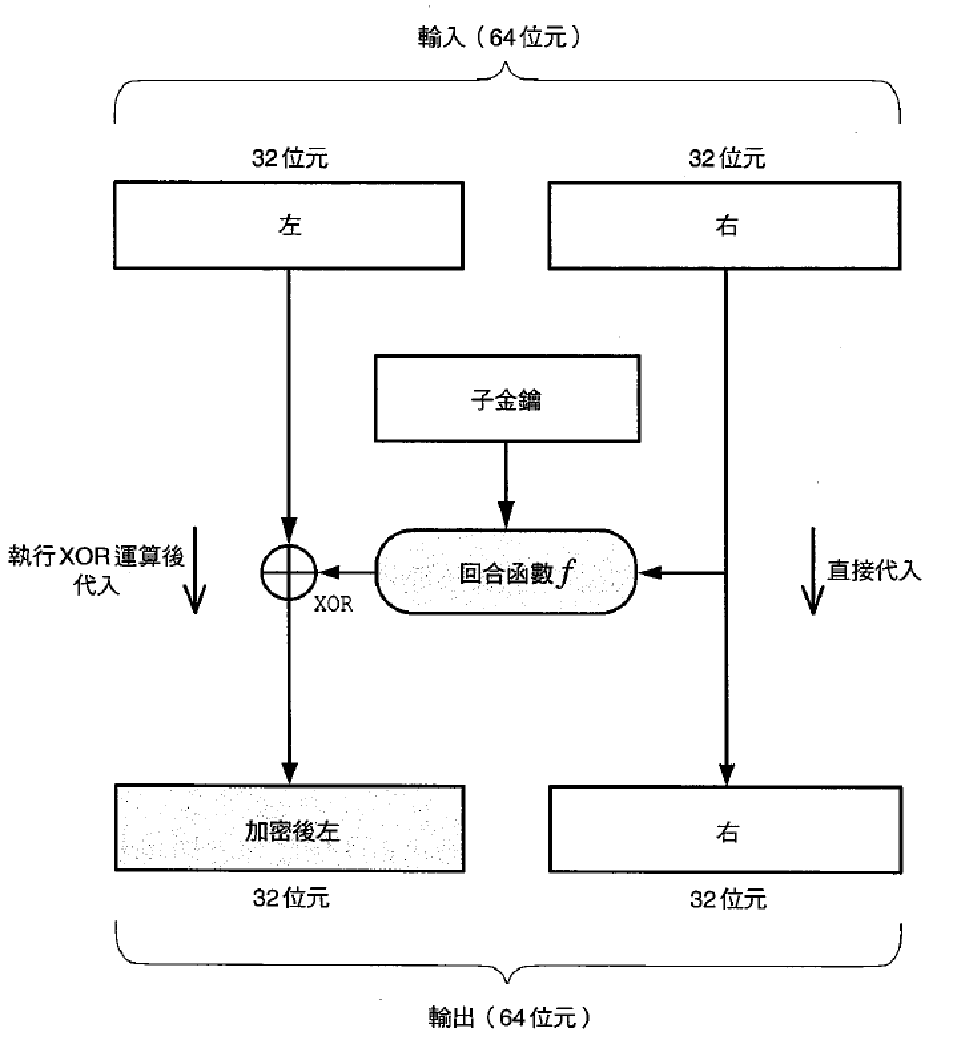 輸入（64位元）
32位元
32位元
左
右
子金鑰
執行XOR運算後
代入
回合函數f
直接代入
XOR
加密後左
右
32位元
32位元
輸出（64位元）